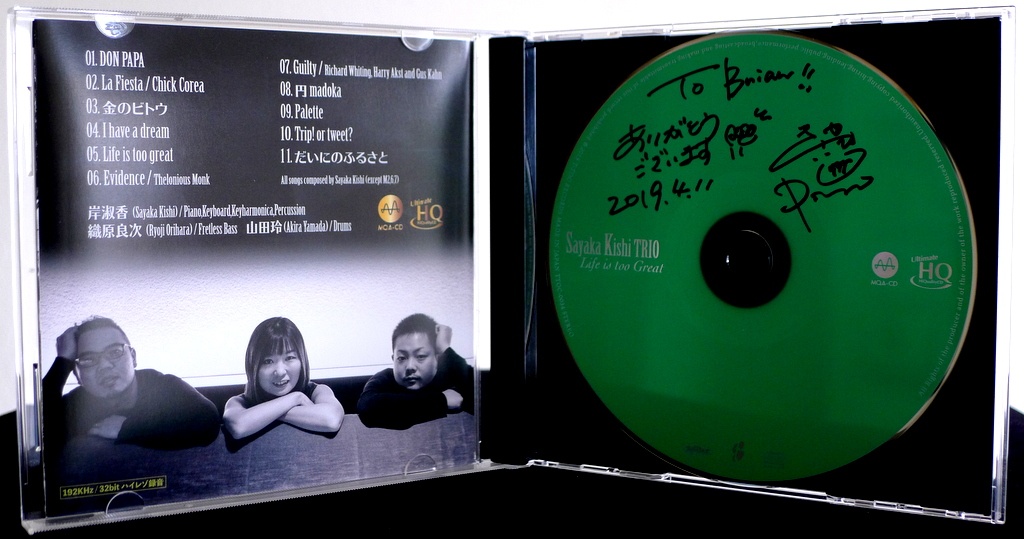 01. DON PAPA
02. La Fiesta / Chick Corea
03. 金のビトウ
04. I have a dream
05. Life is too great
06. Evidence / Thelonious Monk
07. Guilty / Richard Whiting, Harry Akst and Gus Kahn
08. 円 madoka
09. Palette
10. Trip! or tweet?
11. だいにのふるさと
All songs composed by Sayaka Kishi (except M2.6.7)
岸淑香 (Sayaka Kishi) / Piano,Keyboard,Keyharmonica,Percussion
織原良次 (Ryoji Orihara) / Fretless Bass 山田玲 (Akira Yamada) / Drums
MQA-CD
Ultimate HQ
192KHz / 32bit ハイレゾ録音
To Brian!!
ありがとう
ございます!!
2019.4.11
Sayaka Kishi TRIO
Life is too Great
MQA-CD
Ultimate HQ